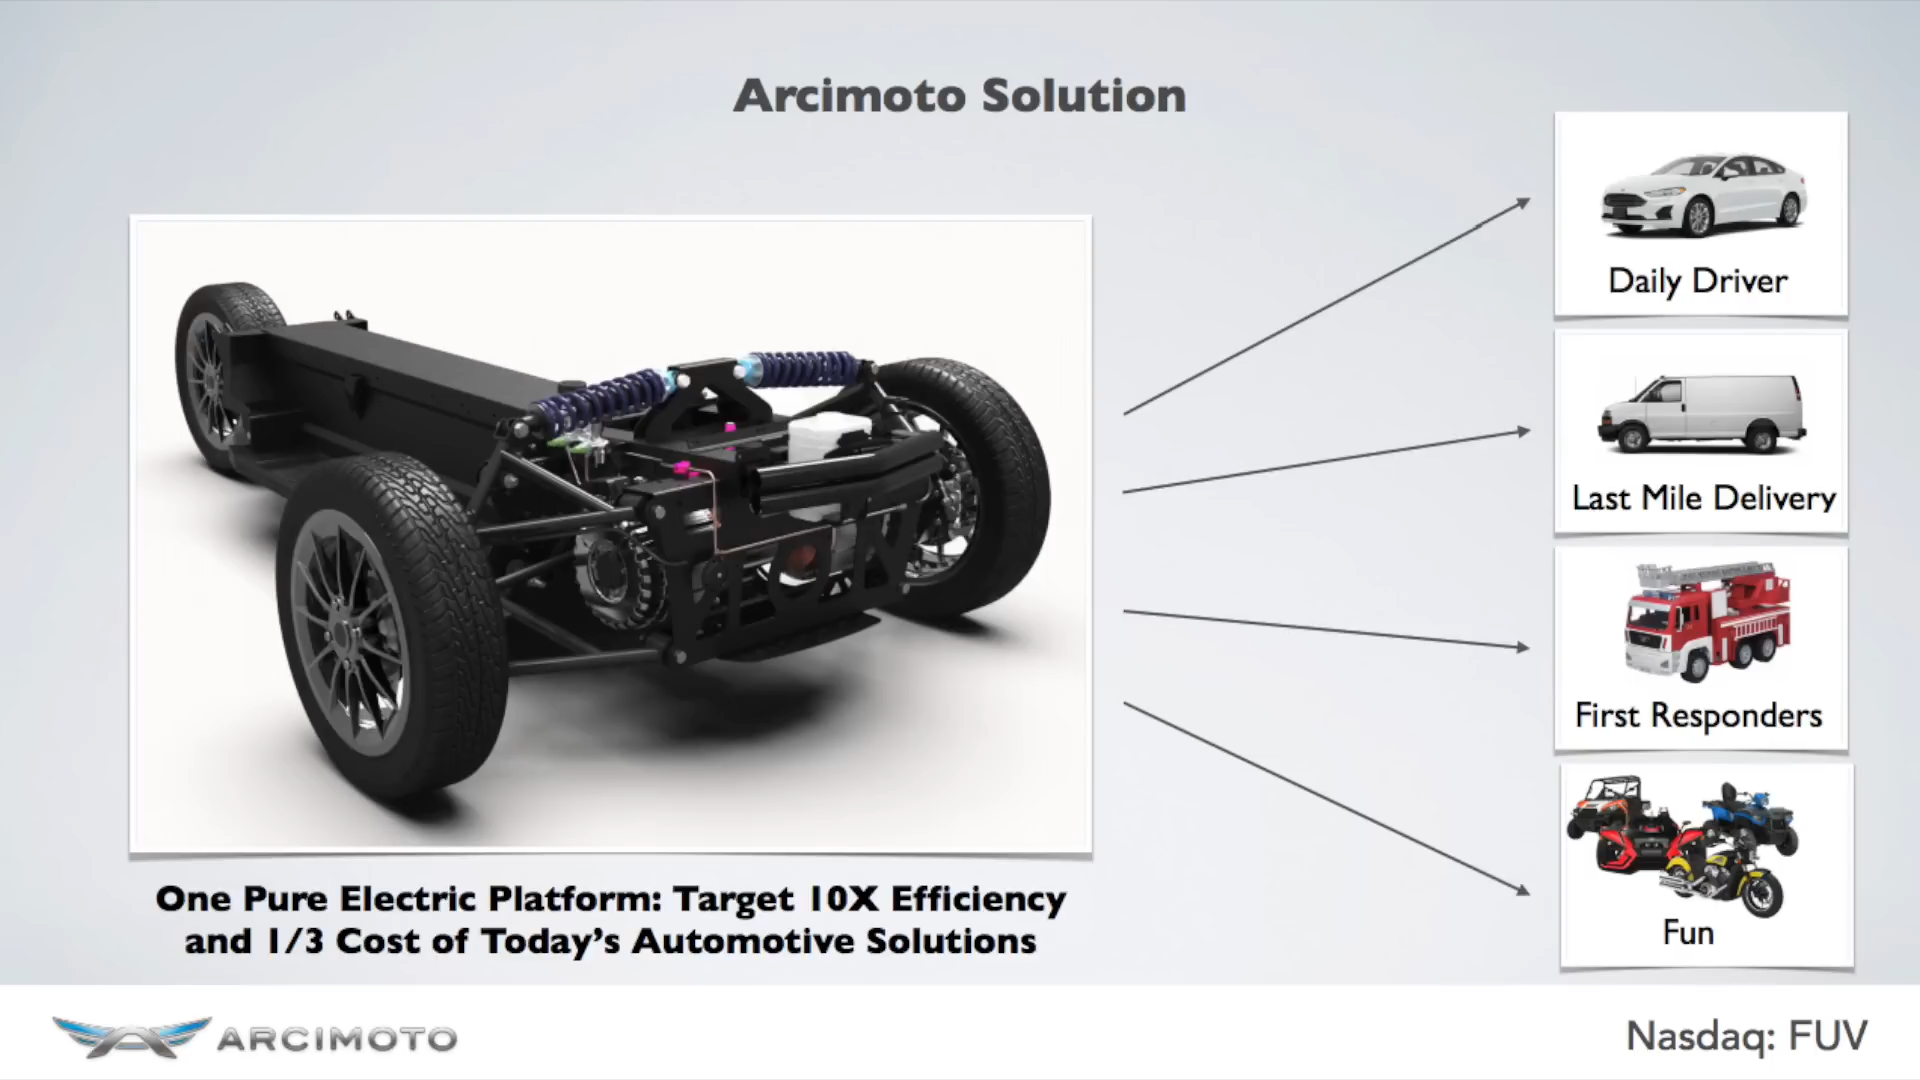 Arcimoto Solution
Daily Driver
Last Mile Delivery
First Responders
Fun
One Pure Electric Platform: Target 10X Efficiency
and 1/3 Cost of Today's Automotive Solutions
ARCIMOTO
Nasdaq: FUV